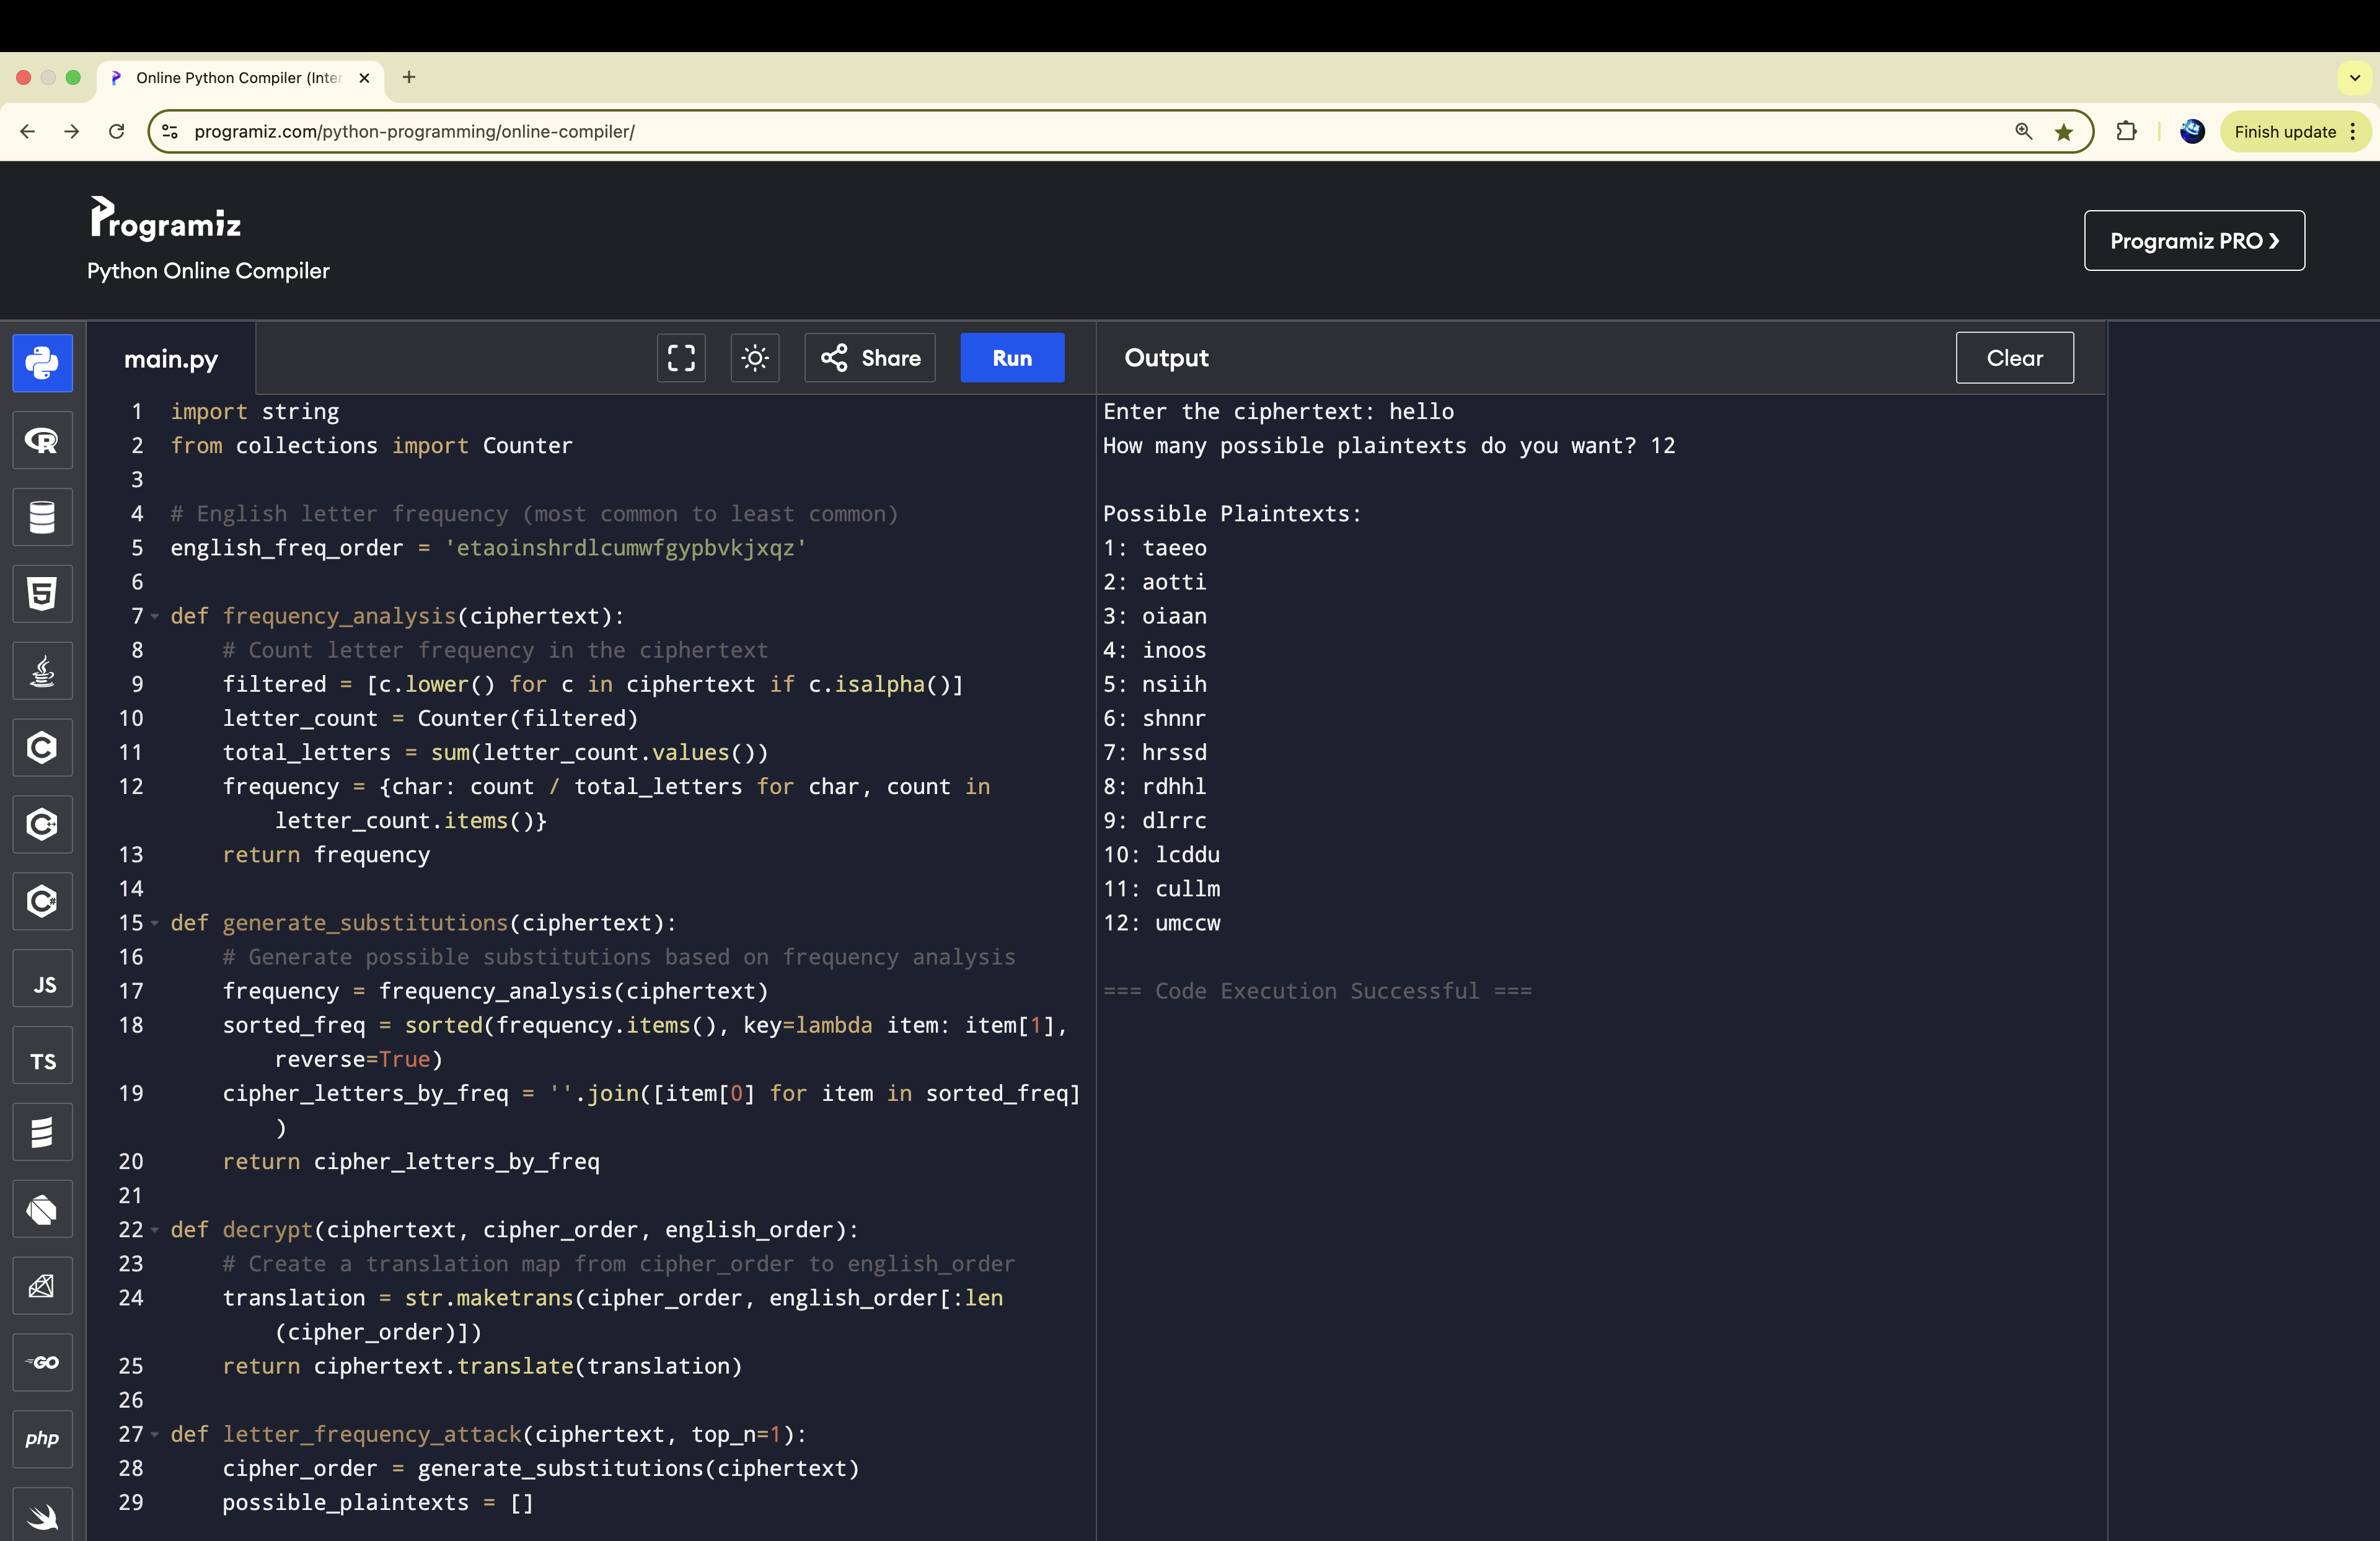 Online Python Compiler (Inter
programiz.com/python-programming/online-compiler/
Finish update
Programiz
Python Online Compiler
Programiz PRO ❯
main.py
Share
Run
Output
Clear
1 import string
2 from collections import Counter
3
4 # English letter frequency (most common to least common)
5 english_freq_order = 'etaoinshrdlcumwfgypbvkjxqz'
6
7 def frequency_analysis(ciphertext):
8     # Count letter frequency in the ciphertext
9     filtered = [c.lower() for c in ciphertext if c.isalpha()]
10     letter_count = Counter(filtered)
11     total_letters = sum(letter_count.values())
12     frequency = {char: count / total_letters for char, count in
        letter_count.items()}
13     return frequency
14
15 def generate_substitutions(ciphertext):
16     # Generate possible substitutions based on frequency analysis
17     frequency = frequency_analysis(ciphertext)
18     sorted_freq = sorted(frequency.items(), key=lambda item: item[1],
        reverse=True)
19     cipher_letters_by_freq = ''.join([item[0] for item in sorted_freq]
        )
20     return cipher_letters_by_freq
21
22 def decrypt(ciphertext, cipher_order, english_order):
23     # Create a translation map from cipher_order to english_order
24     translation = str.maketrans(cipher_order, english_order[:len
        (cipher_order)])
25     return ciphertext.translate(translation)
26
27 def letter_frequency_attack(ciphertext, top_n=1):
28     cipher_order = generate_substitutions(ciphertext)
29     possible_plaintexts = []
Enter the ciphertext: hello
How many possible plaintexts do you want? 12
Possible Plaintexts:
1: taeeo
2: aotti
3: oiaan
4: inoos
5: nsiih
6: shnnr
7: hrssd
8: rdhhl
9: dlrrc
10: lcddu
11: cullm
12: umccw
=== Code Execution Successful ===
R
5
C
C++
C#
JS
TS
GO
php